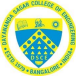 DAYANANDA SAGAR COLLEGE OF ENGINEERING
DSCE
BANGALORE